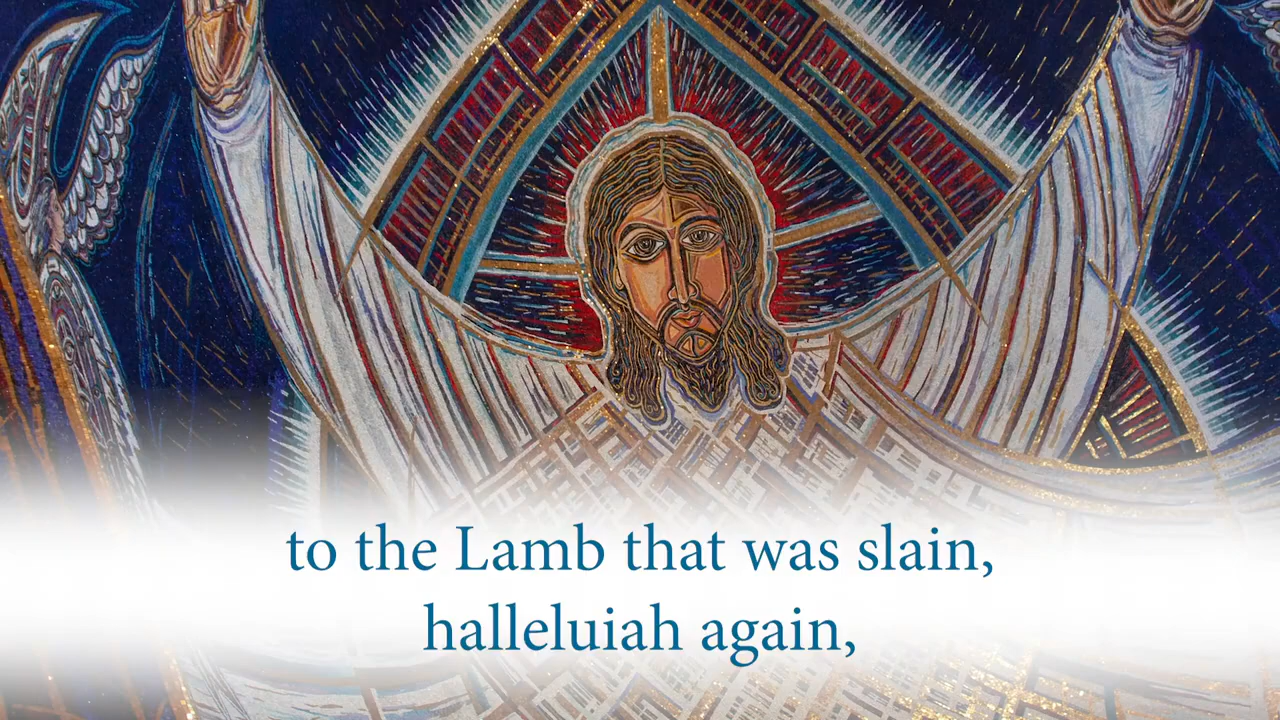 to the Lamb that was slain,
halleluiah again,